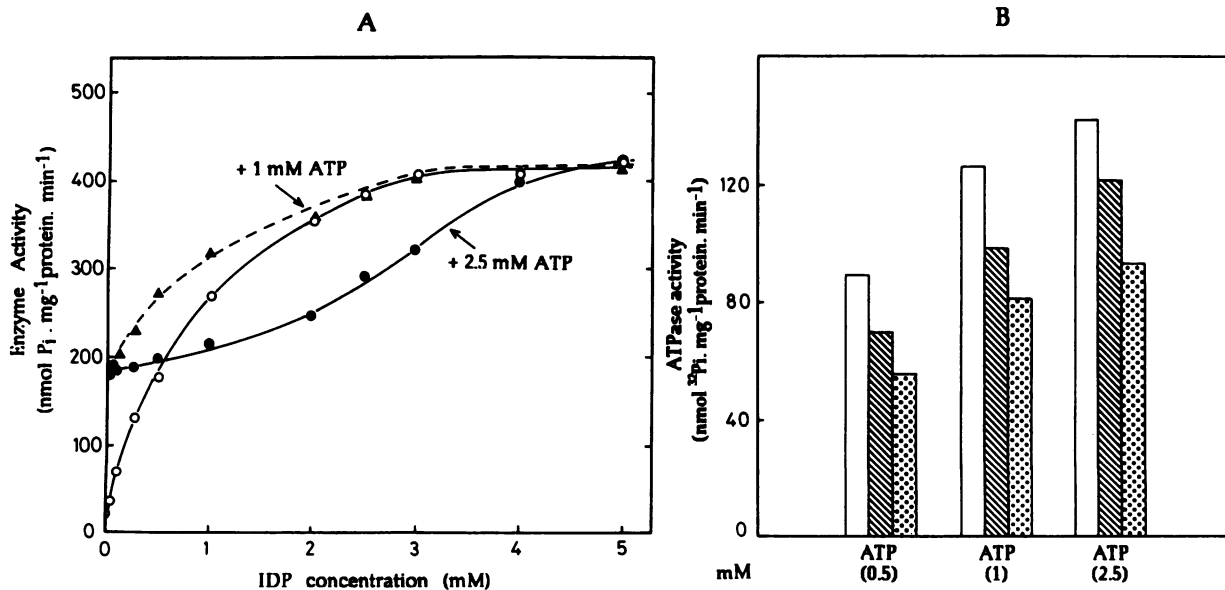 A
Enzyme Activity
(nmol Pi . mg-1protein. min-1)
500
400
300
200
100
0
+ 1 mM ATP
+ 2.5 mM ATP
0 1 2 3 4 5
IDP concentration (mM)
B
ATPase activity
(nmol 32Pi. mg-1protein. min-1)
120
80
40
0
mM
ATP ATP ATP
(0.5) (1) (2.5)